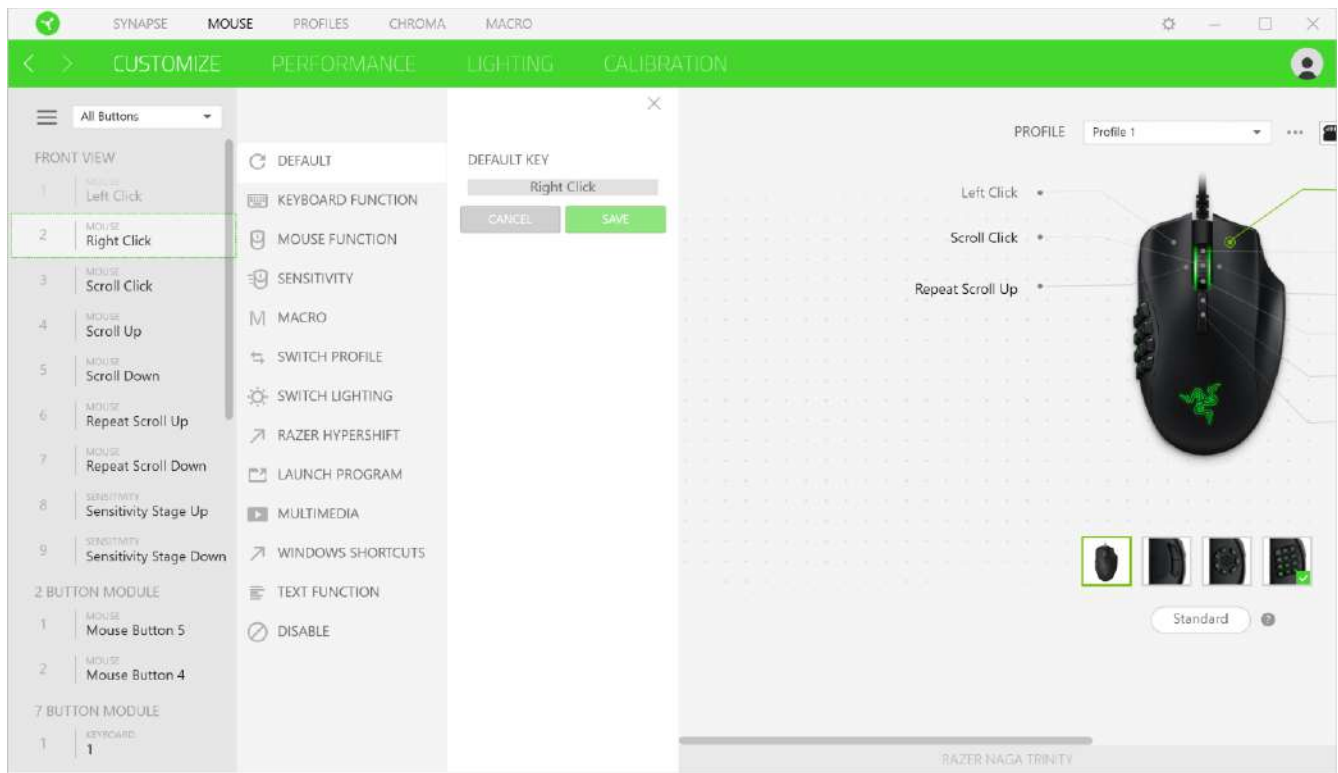 SYNAPSE MOUSE PROFILES CHROMA MACRO
CUSTOMIZE PERFORMANCE LIGHTING CALIBRATION
All Buttons
FRONT VIEW
1 MOUSE
Left Click
2 MOUSE
Right Click
3 MOUSE
Scroll Click
4 MOUSE
Scroll Up
5 MOUSE
Scroll Down
6 MOUSE
Repeat Scroll Up
7 MOUSE
Repeat Scroll Down
8 SENSITIVITY
Sensitivity Stage Up
9 SENSITIVITY
Sensitivity Stage Down
2 BUTTON MODULE
1 MOUSE
Mouse Button 5
2 MOUSE
Mouse Button 4
7 BUTTON MODULE
1 KEYBOARD
1
DEFAULT
KEYBOARD FUNCTION
MOUSE FUNCTION
SENSITIVITY
MACRO
SWITCH PROFILE
SWITCH LIGHTING
RAZER HYPERSHIFT
LAUNCH PROGRAM
MULTIMEDIA
WINDOWS SHORTCUTS
TEXT FUNCTION
DISABLE
DEFAULT KEY
Right Click
CANCEL SAVE
PROFILE Profile 1
Left Click
Scroll Click
Repeat Scroll Up
Standard
RAZER NAGA TRINITY